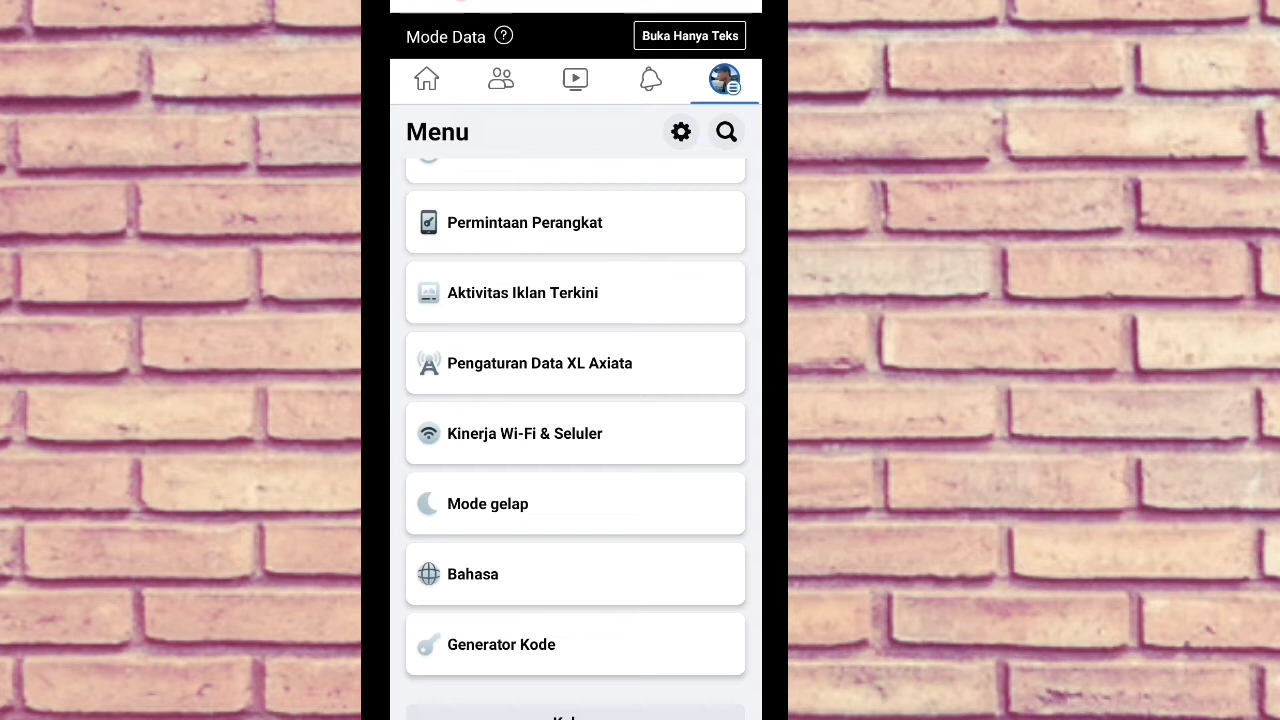 Mode Data ?
Buka Hanya Teks
Menu
Permintaan Perangkat
Aktivitas Iklan Terkini
Pengaturan Data XL Axiata
Kinerja Wi-Fi & Seluler
Mode gelap
Bahasa
Generator Kode